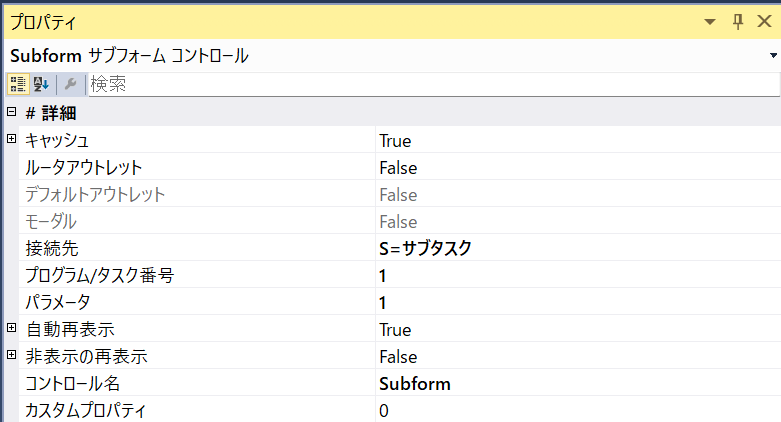 プロパティ
Subform サブフォーム コントロール
検索
# 詳細
キャッシュ True
ルータアウトレット False
デフォルトアウトレット False
モーダル False
接続先 S=サブタスク
プログラム/タスク番号 1
パラメータ 1
自動再表示 True
非表示の再表示 False
コントロール名 Subform
カスタムプロパティ 0